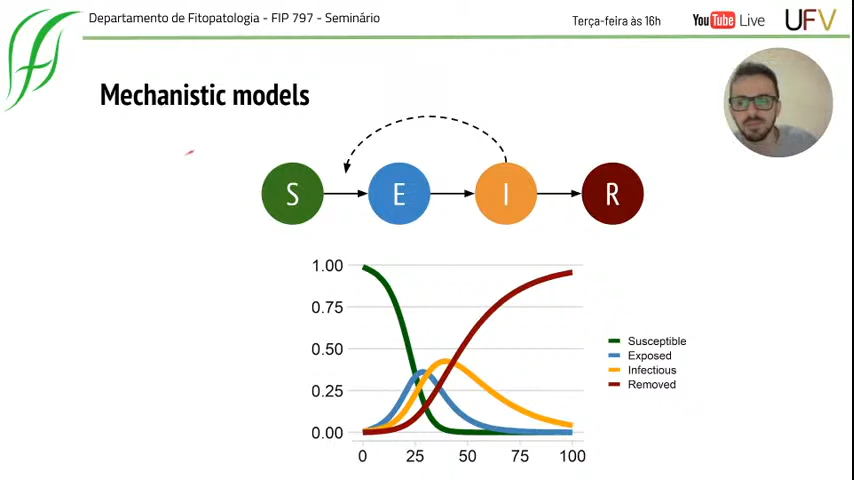 Departamento de Fitopatologia - FIP 797 - Seminário
Terça-feira às 16h
YouTube Live
UFV
Mechanistic models
S E I R
1.00
0.75
0.50
0.25
0.00
0 25 50 75 100
Susceptible
Exposed
Infectious
Removed